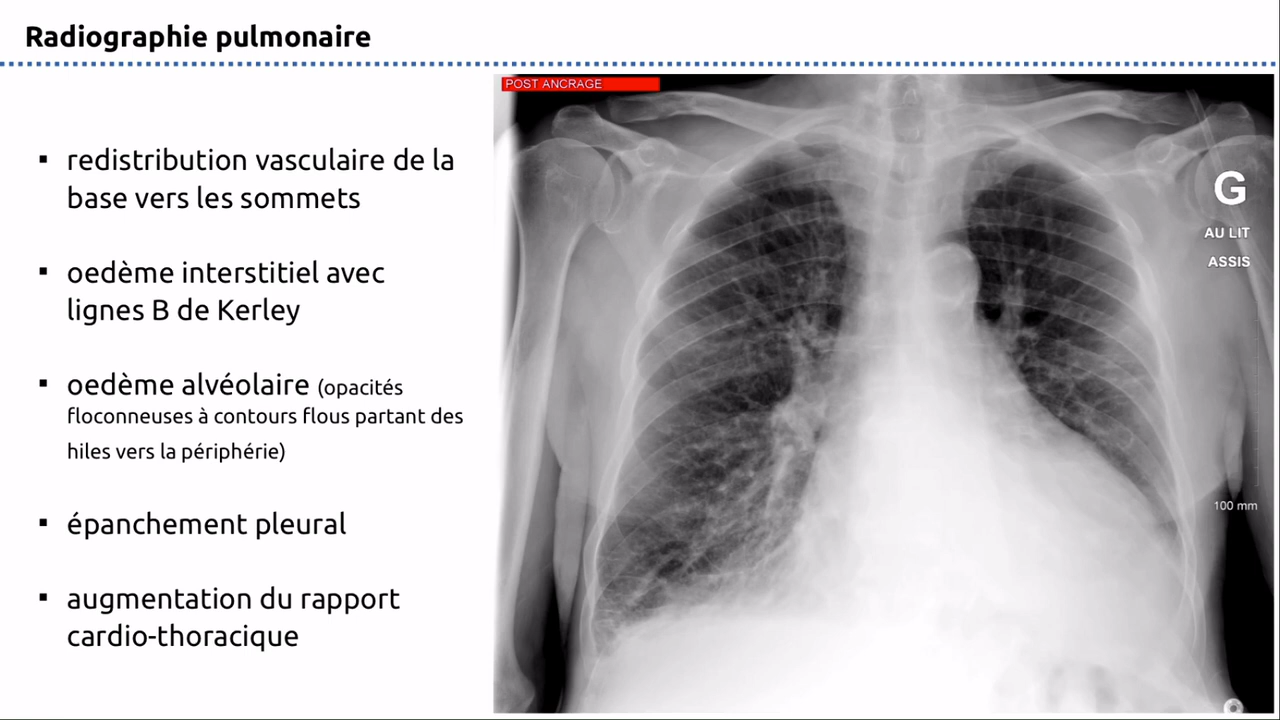 Radiographie pulmonaire
POST ANCRAGE
▪ redistribution vasculaire de la
base vers les sommets
▪ oedème interstitiel avec
lignes B de Kerley
▪ oedème alvéolaire (opacités
floconneuses à contours flous partant des
hiles vers la périphérie)
▪ épanchement pleural
▪ augmentation du rapport
cardio-thoracique
G
AU LIT
ASSIS
100 mm